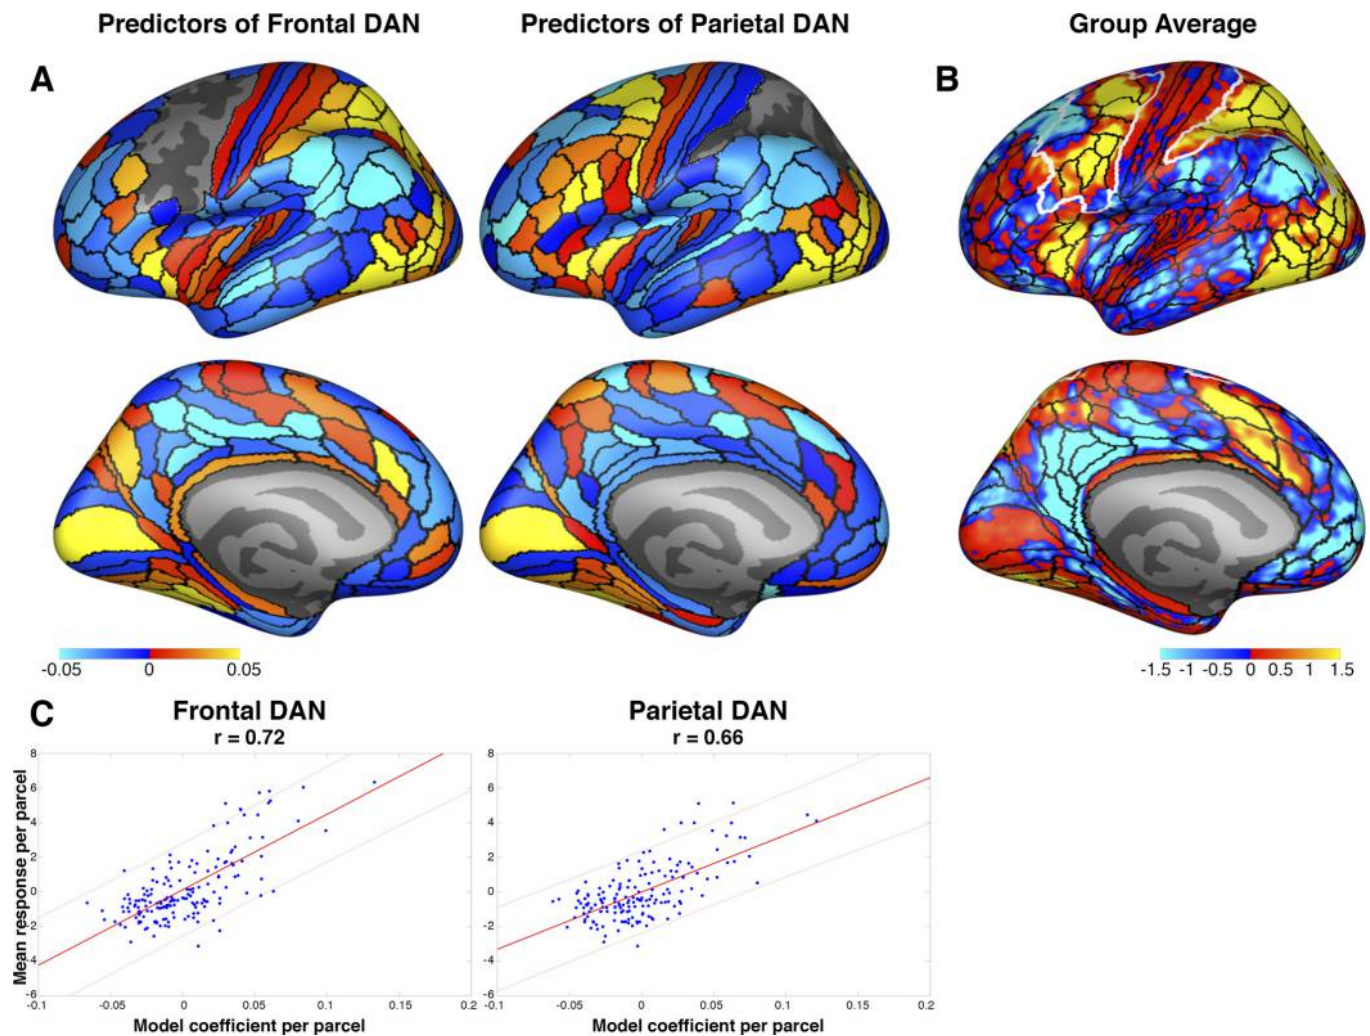 Predictors of Frontal DAN
Predictors of Parietal DAN
Group Average
A
B
-0.05 0 0.05
-1.5 -1 -0.5 0 0.5 1 1.5
C
Frontal DAN
r = 0.72
Parietal DAN
r = 0.66
Mean response per parcel
8
6
4
2
0
-2
-4
-6
-0.1 -0.05 0 0.05 0.1 0.15 0.2
Model coefficient per parcel
8
6
4
2
0
-2
-4
-6
-0.1 -0.05 0 0.05 0.1 0.15 0.2
Model coefficient per parcel